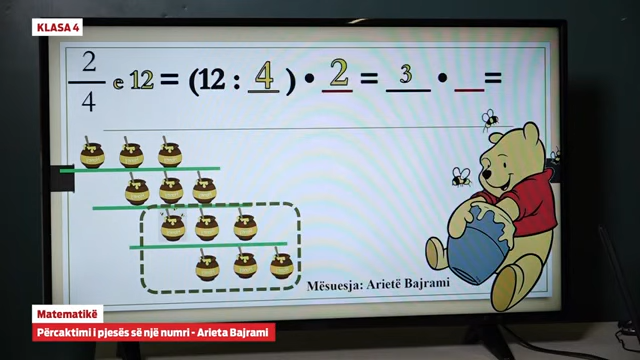 KLASA 4
2/4 e 12 = (12 : 4 ) • 2 = 3 • __ =
Mësuesja: Arietë Bajrami
Matematikë
Përcaktimi i pjesës së një numri - Arieta Bajrami